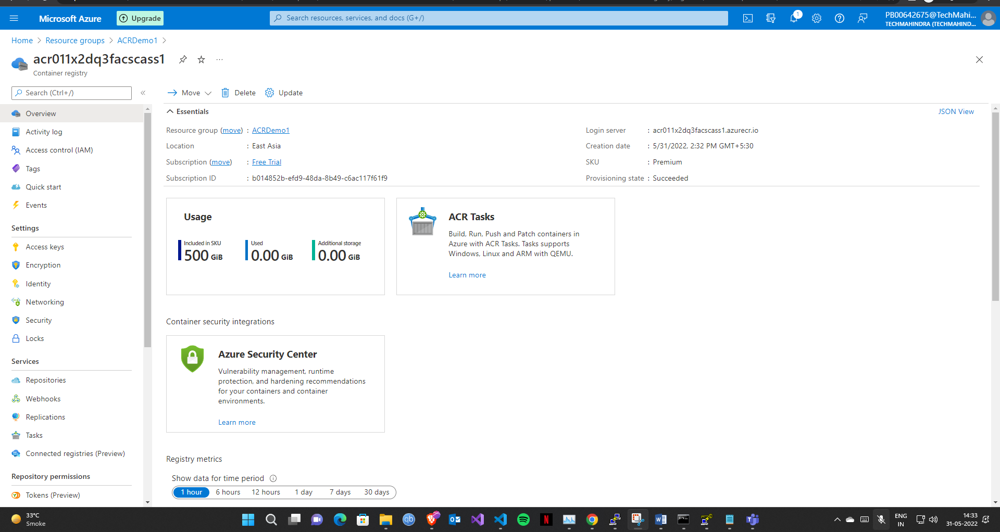 Microsoft Azure
Upgrade
Search resources, services, and docs (G+/)
1
PB00642675@TechMahi...
TECHMAHINDRA (TECHMAHIND...
Home > Resource groups > ACRDemo1 >
acr011x2dq3facscass1
Container registry
Search (Ctrl+/)
Move
Delete
Update
Overview
Activity log
Access control (IAM)
Tags
Quick start
Events
Settings
Access keys
Encryption
Identity
Networking
Security
Locks
Services
Repositories
Webhooks
Replications
Tasks
Connected registries (Preview)
Repository permissions
Tokens (Preview)
Essentials
JSON View
Resource group (move) : ACRDemo1
Location : East Asia
Subscription (move) : Free Trial
Subscription ID : b014852b-efd9-48da-8b49-c6ac117f61f9
Login server : acr011x2dq3facscass1.azurecr.io
Creation date : 5/31/2022, 2:32 PM GMT+5:30
SKU : Premium
Provisioning state : Succeeded
Usage
Included in SKU
500 GiB
Used
0.00 GiB
Additional storage
0.00 GiB
ACR Tasks
Build, Run, Push and Patch containers in
Azure with ACR Tasks. Tasks supports
Windows, Linux and ARM with QEMU.
Learn more
Container security integrations
Azure Security Center
Vulnerability management, runtime
protection, and hardening recommendations
for your containers and container
environments.
Learn more
Registry metrics
Show data for time period
1 hour 6 hours 12 hours 1 day 7 days 30 days
33°C
Smoke
qb
N
ENG
IN
14:33
31-05-2022